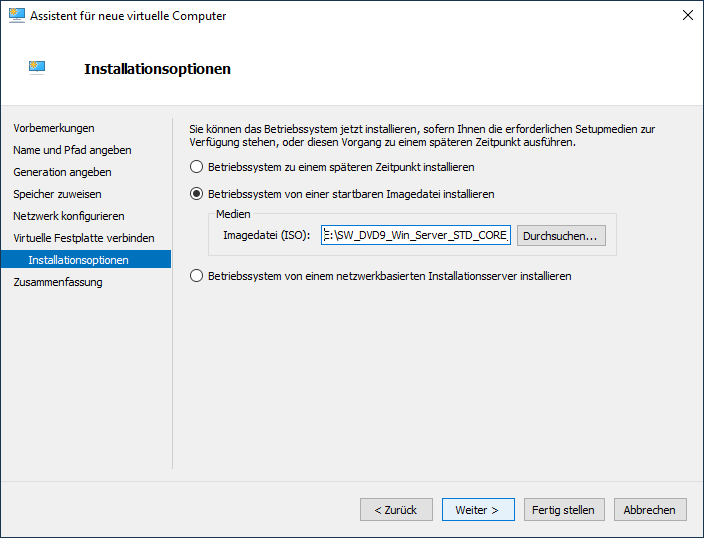 Assistent für neue virtuelle Computer
Installationsoptionen
Vorbemerkungen
Name und Pfad angeben
Generation angeben
Speicher zuweisen
Netzwerk konfigurieren
Virtuelle Festplatte verbinden
Installationsoptionen
Zusammenfassung
Sie können das Betriebssystem jetzt installieren, sofern Ihnen die erforderlichen Setupmedien zur
Verfügung stehen, oder diesen Vorgang zu einem späteren Zeitpunkt ausführen.
Betriebssystem zu einem späteren Zeitpunkt installieren
Betriebssystem von einer startbaren Imagedatei installieren
Medien
Imagedatei (ISO): E:\SW_DVD9_Win_Server_STD_CORE_ Durchsuchen...
Betriebssystem von einem netzwerkbasierten Installationsserver installieren
< Zurück Weiter > Fertig stellen Abbrechen